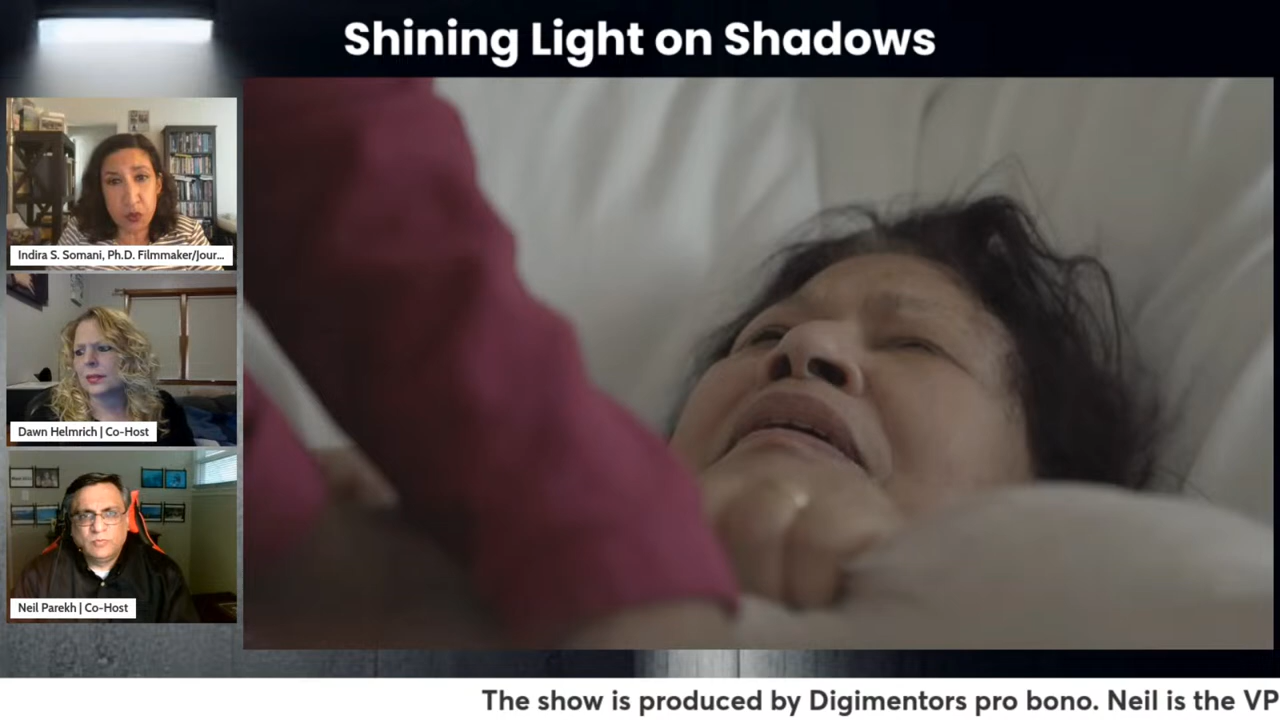 Shining Light on Shadows
Indira S. Somani, Ph.D. Filmmaker/Jour...
Dawn Helmrich | Co-Host
Neil Parekh | Co-Host
The show is produced by Digimentors pro bono. Neil is the VP